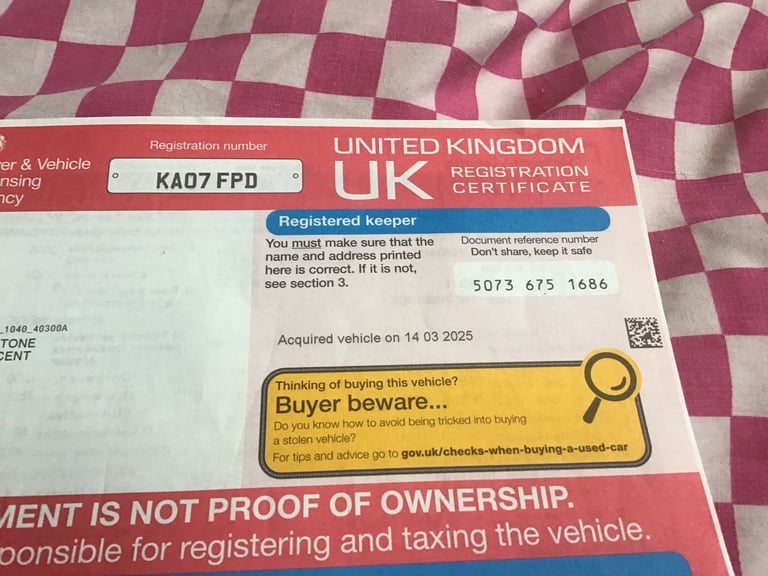 Registration number
KA07 FPD
UNITED KINGDOM
UK REGISTRATION
CERTIFICATE
er & Vehicle
nsing
ncy
Registered keeper
You must make sure that the
name and address printed
here is correct. If it is not,
see section 3.
Document reference number
Don't share, keep it safe
5073 675 1686
_1040_40300A
TONE
CENT
Acquired vehicle on 14 03 2025
Thinking of buying this vehicle?
Buyer beware...
Do you know how to avoid being tricked into buying
a stolen vehicle?
For tips and advice go to gov.uk/checks-when-buying-a-used-car
MENT IS NOT PROOF OF OWNERSHIP.
ponsible for registering and taxing the vehicle.